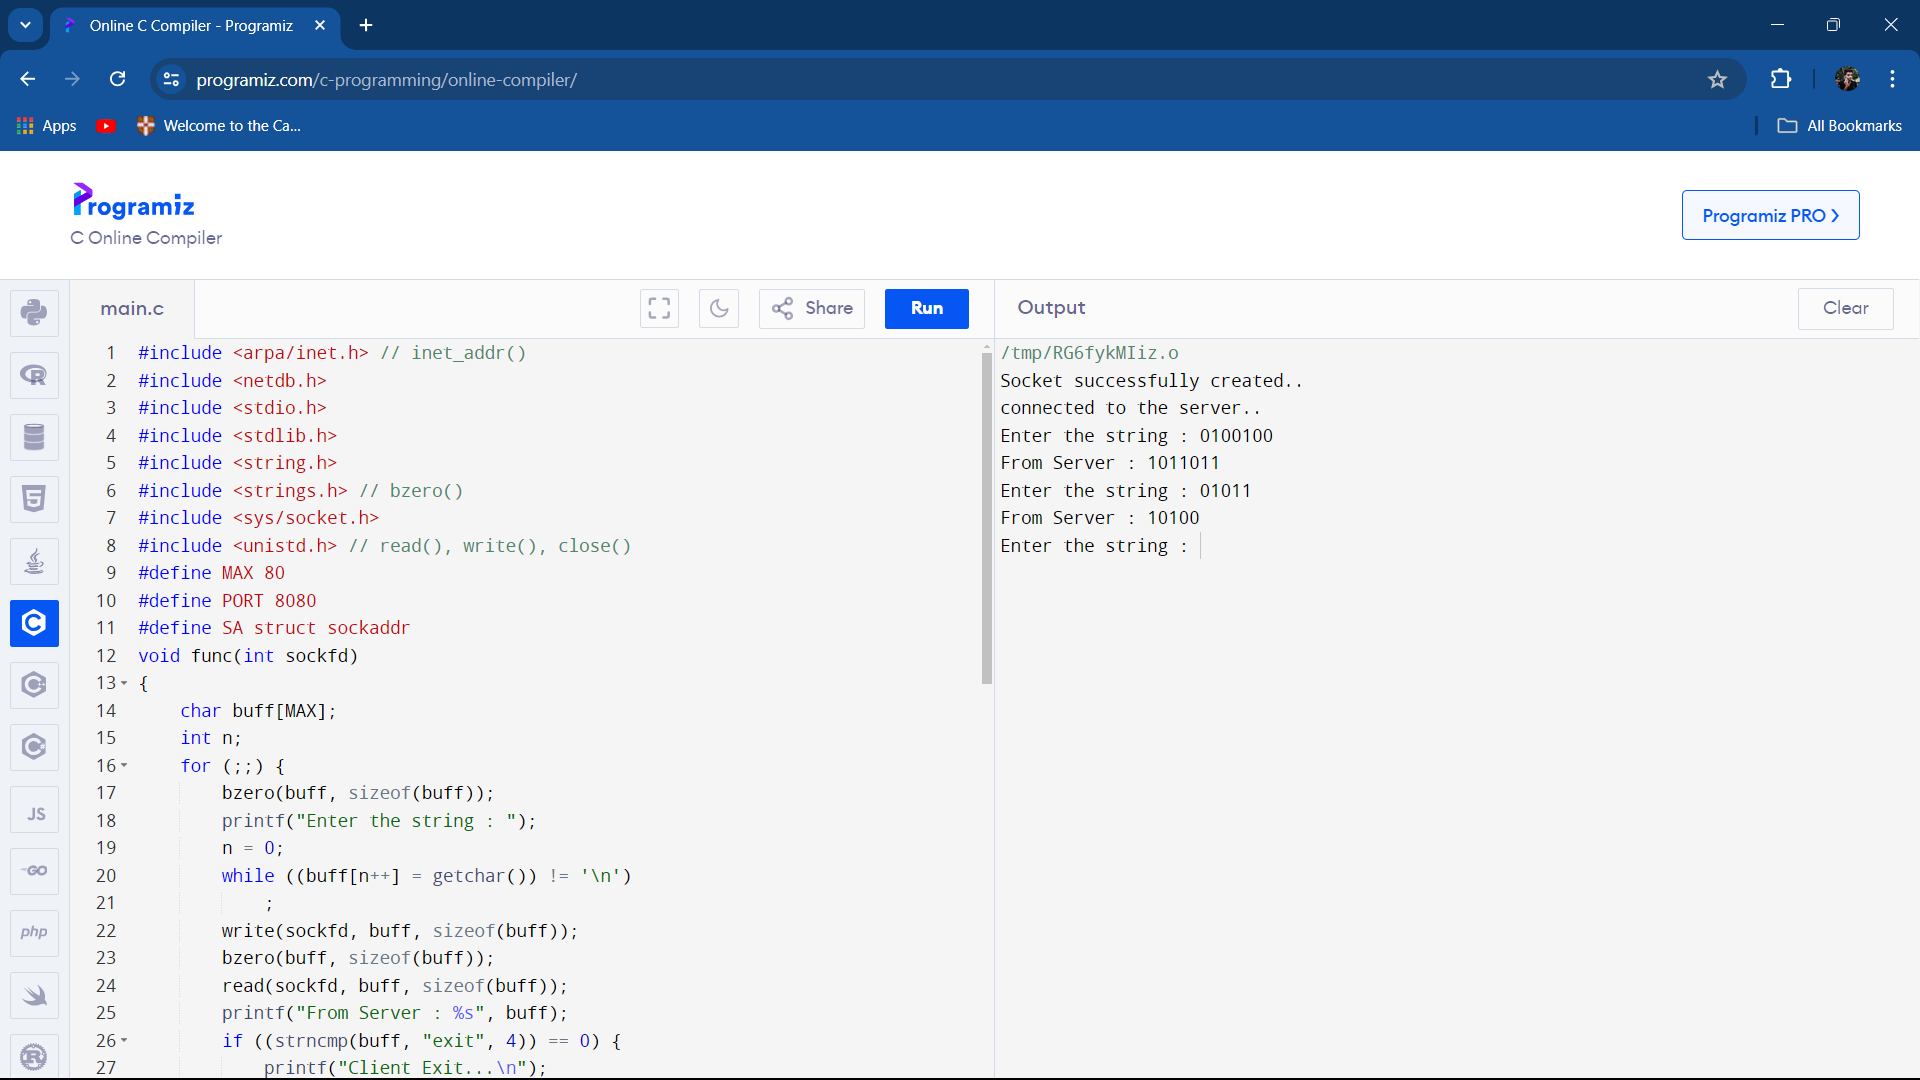 Online C Compiler - Programiz
programiz.com/c-programming/online-compiler/
Apps
Welcome to the Ca...
All Bookmarks
Programiz
C Online Compiler
Programiz PRO
main.c
Share
Run
Output
Clear
1 #include <arpa/inet.h> // inet_addr()
2 #include <netdb.h>
3 #include <stdio.h>
4 #include <stdlib.h>
5 #include <string.h>
6 #include <strings.h> // bzero()
7 #include <sys/socket.h>
8 #include <unistd.h> // read(), write(), close()
9 #define MAX 80
10 #define PORT 8080
11 #define SA struct sockaddr
12 void func(int sockfd)
13 {
14 char buff[MAX];
15 int n;
16 for (;;) {
17 bzero(buff, sizeof(buff));
18 printf("Enter the string : ");
19 n = 0;
20 while ((buff[n++] = getchar()) != '\n')
21 ;
22 write(sockfd, buff, sizeof(buff));
23 bzero(buff, sizeof(buff));
24 read(sockfd, buff, sizeof(buff));
25 printf("From Server : %s", buff);
26 if ((strncmp(buff, "exit", 4)) == 0) {
27 printf("Client Exit...\n");
/tmp/RG6fykMIiz.o
Socket successfully created..
connected to the server..
Enter the string : 0100100
From Server : 1011011
Enter the string : 01011
From Server : 10100
Enter the string :
R
5
C
C
C
JS
GO
php
R